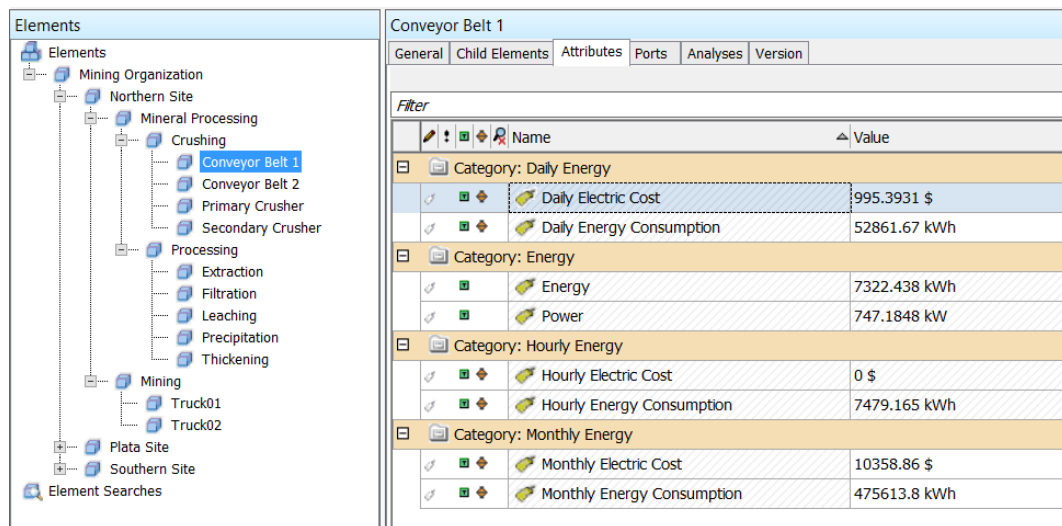 Elements
Elements
Mining Organization
Northern Site
Mineral Processing
Crushing
Conveyor Belt 1
Conveyor Belt 2
Primary Crusher
Secondary Crusher
Processing
Extraction
Filtration
Leaching
Precipitation
Thickening
Mining
Truck01
Truck02
Plata Site
Southern Site
Element Searches
Conveyor Belt 1
General Child Elements Attributes Ports Analyses Version
Filter
Name Value
Category: Daily Energy
Daily Electric Cost 995.3931 $
Daily Energy Consumption 52861.67 kWh
Category: Energy
Energy 7322.438 kWh
Power 747.1848 kW
Category: Hourly Energy
Hourly Electric Cost 0 $
Hourly Energy Consumption 7479.165 kWh
Category: Monthly Energy
Monthly Electric Cost 10358.86 $
Monthly Energy Consumption 475613.8 kWh